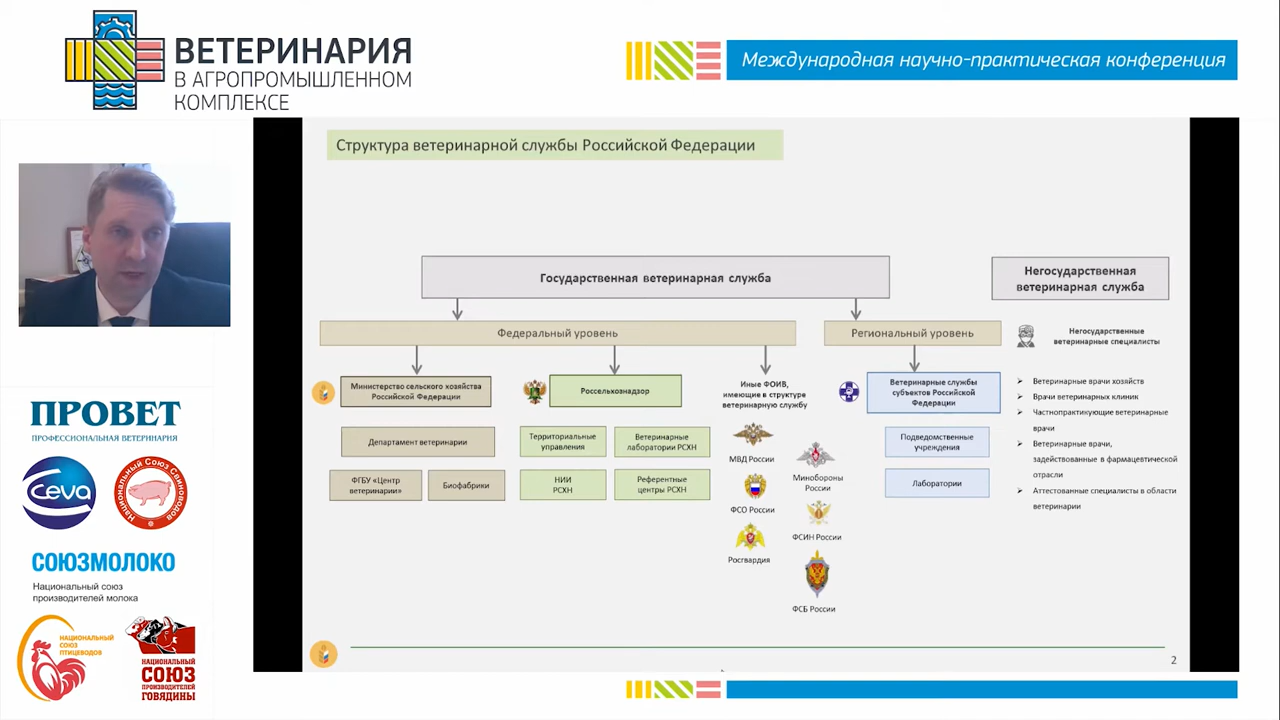 ВЕТЕРИНАРИЯ
В АГРОПРОМЫШЛЕННОМ
КОМПЛЕКСЕ
Международная научно-практическая конференция
Структура ветеринарной службы Российской Федерации
Государственная ветеринарная служба
Негосударственная
ветеринарная служба
Федеральный уровень
Региональный уровень
Негосударственные
ветеринарные специалисты
Министерство сельского хозяйства
Российской Федерации
Россельхознадзор
Иные ФОИВ,
имеющие в структуре
ветеринарную службу
Ветеринарные службы
субъектов Российской
Федерации
Департамент ветеринарии
ФГБУ «Центр
ветеринарии»
Биофабрики
Территориальные
управления
Ветеринарные
лаборатории РСХН
НИИ
РСХН
Референтные
центры РСХН
МВД России
ФСО России
Росгвардия
Минобороны
России
ФСИН России
ФСБ России
Подведомственные
учреждения
Лаборатории
Ветеринарные врачи хозяйств
Врачи ветеринарных клиник
Частнопрактикующие ветеринарные
врачи
Ветеринарные врачи,
задействованные в фармацевтической
отрасли
Аттестованные специалисты в области
ветеринарии
2
ПРОВЕТ
ПРОФЕССИОНАЛЬНАЯ ВЕТЕРИНАРИЯ
Ceva
Национальный Союз Свиноводов
СОЮЗМОЛОКО
Национальный союз
производителей молока
НАЦИОНАЛЬНЫЙ
СОЮЗ
ПТИЦЕВОДОВ
НАЦИОНАЛЬНЫЙ
СОЮЗ
ПРОИЗВОДИТЕЛЕЙ
ГОВЯДИНЫ